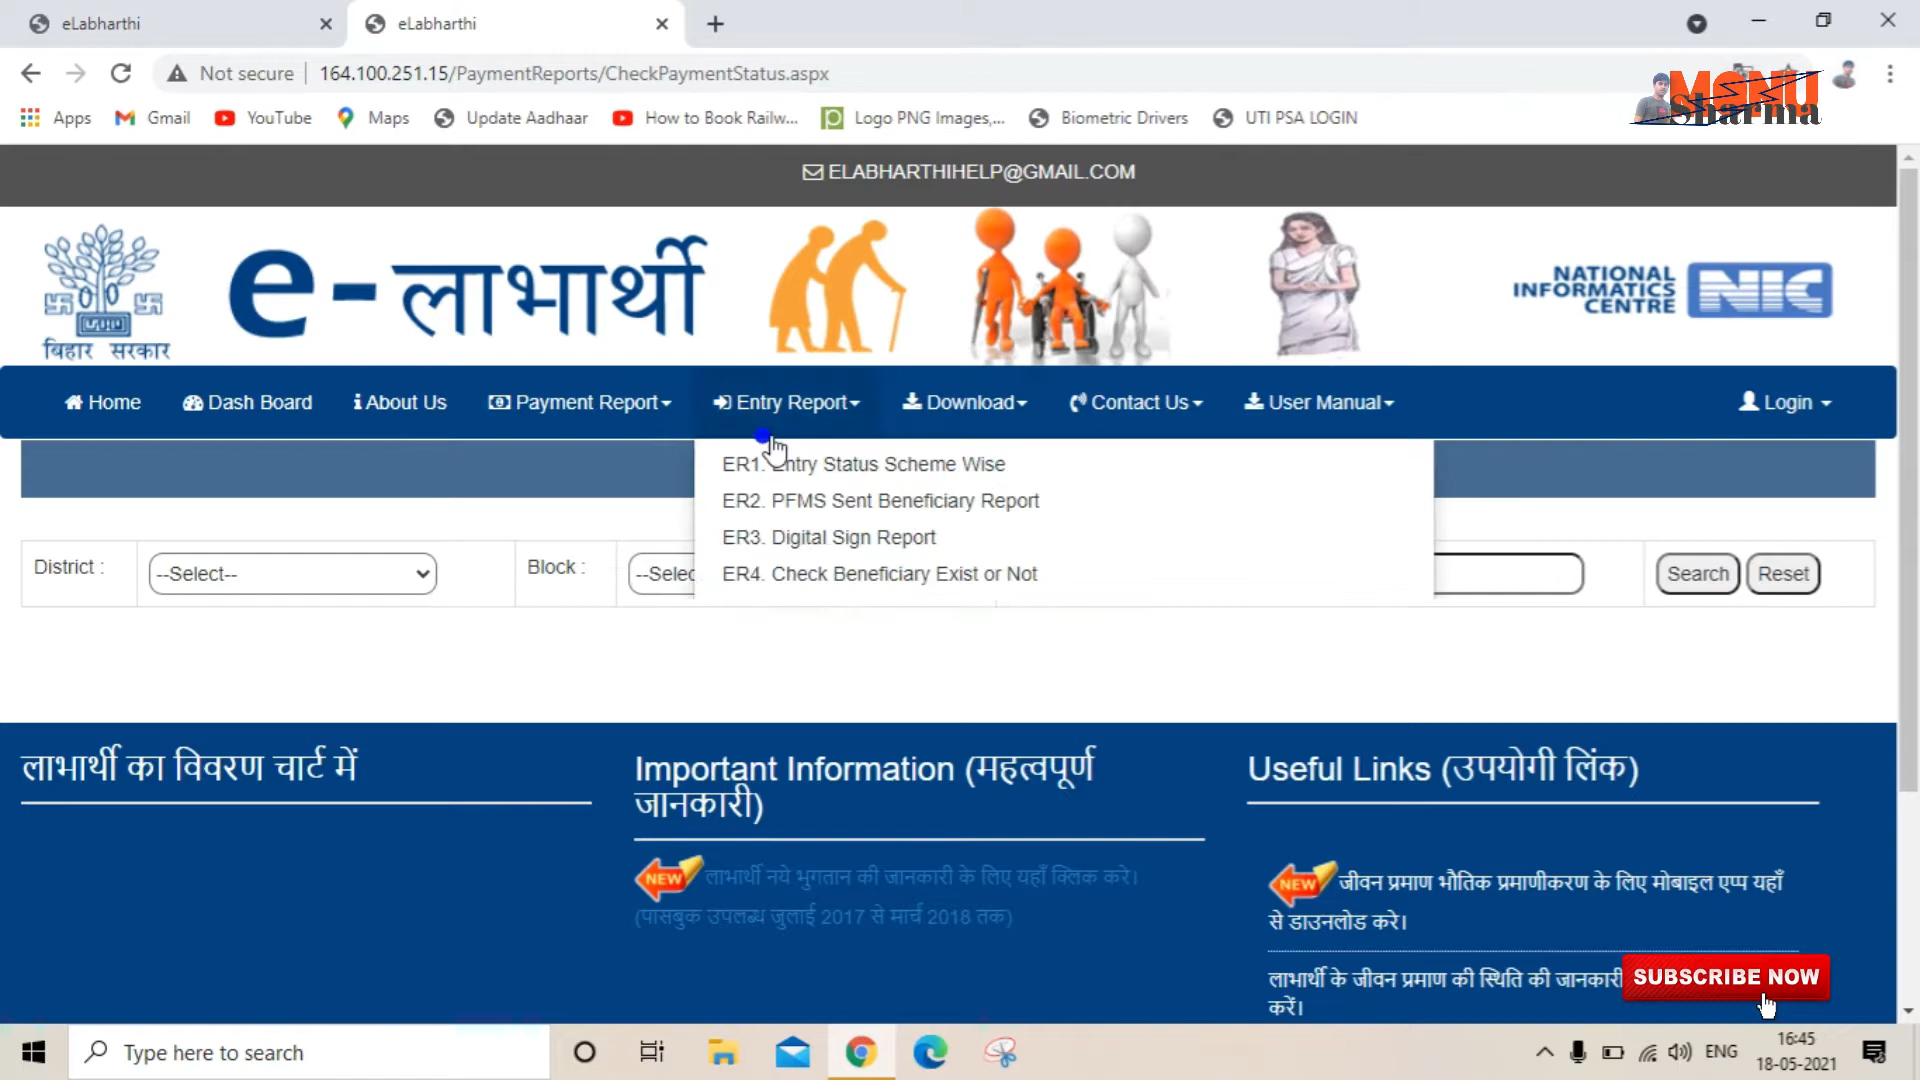 eLabharthi
eLabharthi
Not secure
164.100.251.15/PaymentReports/CheckPaymentStatus.aspx
MONU
Sharma
Apps
Gmail
YouTube
Maps
Update Aadhaar
How to Book Railw...
Logo PNG Images,...
Biometric Drivers
UTI PSA LOGIN
ELABHARTHIHELP@GMAIL.COM
बिहार सरकार
e-लाभार्थी
NATIONAL
INFORMATICS
CENTRE
NIC
Home
Dash Board
About Us
Payment Report
Entry Report
Download
Contact Us
User Manual
Login
ER1. Entry Status Scheme Wise
ER2. PFMS Sent Beneficiary Report
ER3. Digital Sign Report
ER4. Check Beneficiary Exist or Not
District :
--Select--
Block :
--Selec
Search
Reset
लाभार्थी का विवरण चार्ट में
Important Information (महत्वपूर्ण
जानकारी)
NEW लाभार्थी नये भुगतान की जानकारी के लिए यहाँ क्लिक करे।
(पासबुक उपलब्ध जुलाई 2017 से मार्च 2018 तक)
Useful Links (उपयोगी लिंक)
NEW जीवन प्रमाण भौतिक प्रमाणीकरण के लिए मोबाइल एप्प यहाँ
से डाउनलोड करे।
लाभार्थी के जीवन प्रमाण की स्थिति की जानकारी
करें।
SUBSCRIBE NOW
Type here to search
ENG
16:45
18-05-2021